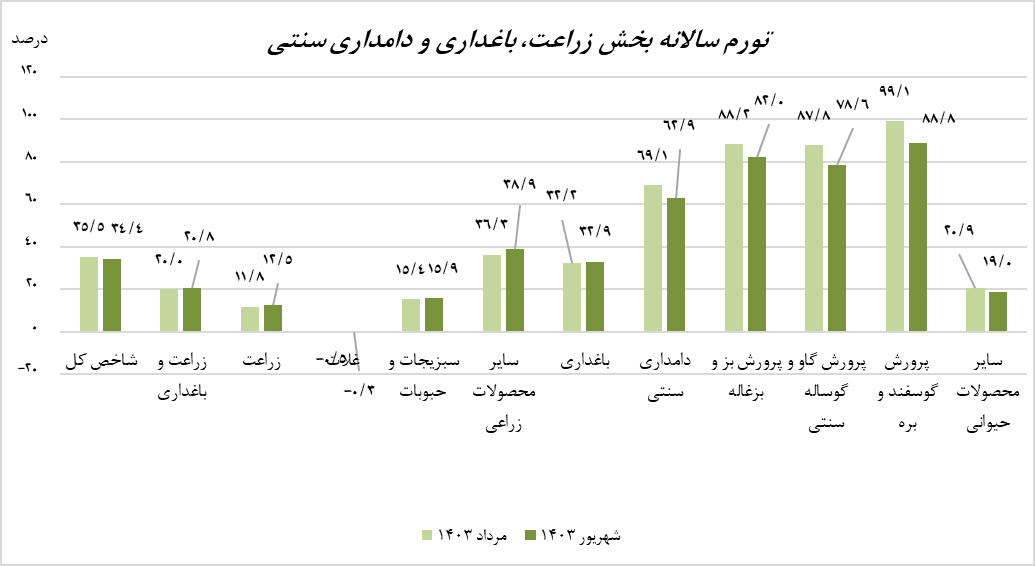 تورم سالانه بخش زراعت، باغداری و دامداری سنتی
درصد
۱۲۰
۱۰۰
۸۰
۶۰
۴۰
۲۰
۰
-۲۰
۳۵/۵ ۳۴/۴
۲۰/۰ ۲۰/۸
۱۱/۸ ۱۲/۵
-۰/۵ -۰/۳
۱۵/۴ ۱۵/۹
۳۶/۳ ۳۸/۹
۳۲/۲ ۳۲/۹
۶۹/۱ ۶۲/۹
۸۸/۲ ۸۲/۰
۸۷/۸ ۷۸/۶
۹۹/۱ ۸۸/۸
۲۰/۹ ۱۹/۰
شاخص کل
زراعت و
باغداری
زراعت
غلات
سبزیجات و
حبوبات
سایر
محصولات
زراعی
باغداری
دامداری
سنتی
پرورش بز و
بزغاله
پرورش گاو و
گوساله
سنتی
پرورش
گوسفند و
بره
سایر
محصولات
حیوانی
مرداد ۱۴۰۳
شهریور ۱۴۰۳